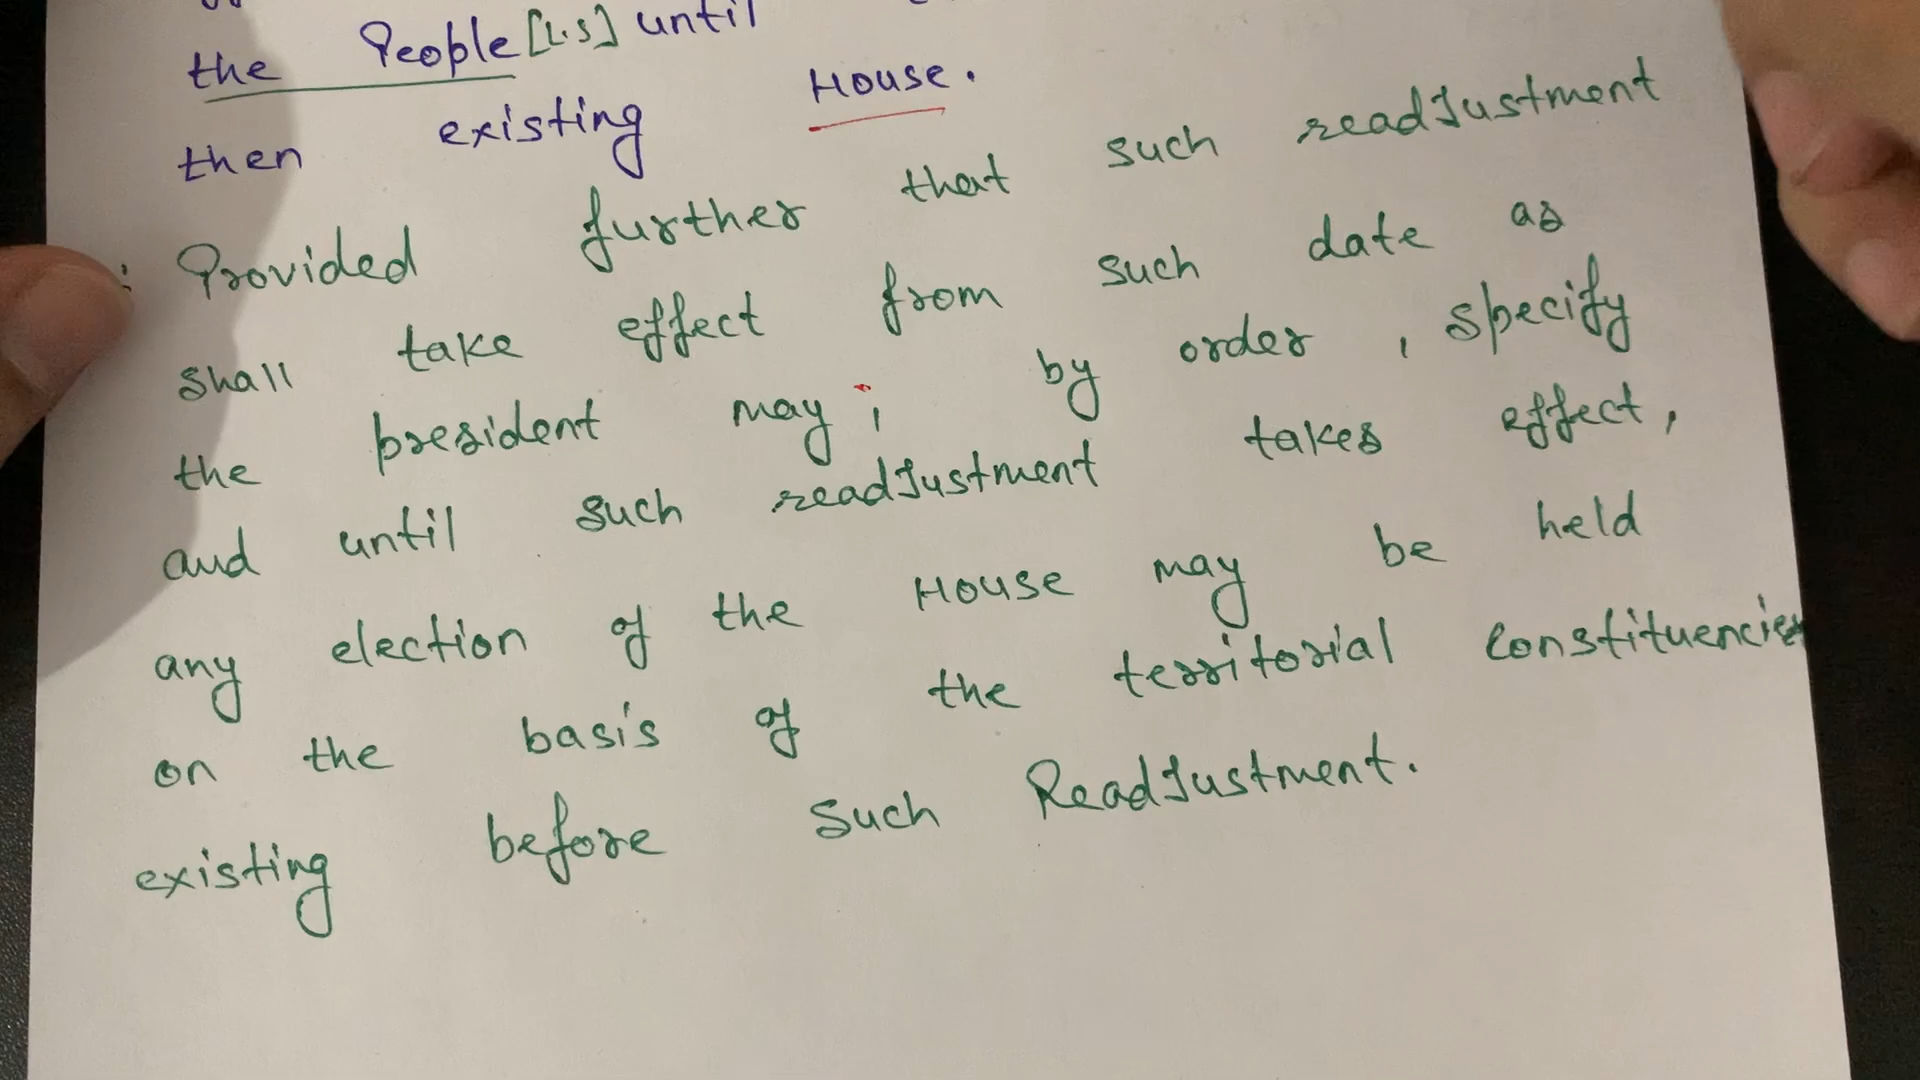 the People [L.S] until
then existing House.
: Provided further that such readJustment
shall take effect from such date as
the president may , by order , specify
and until such readJustment takes effect,
any election of the House may be held
on the basis of the territorial constituencies
existing before such ReadJustment.